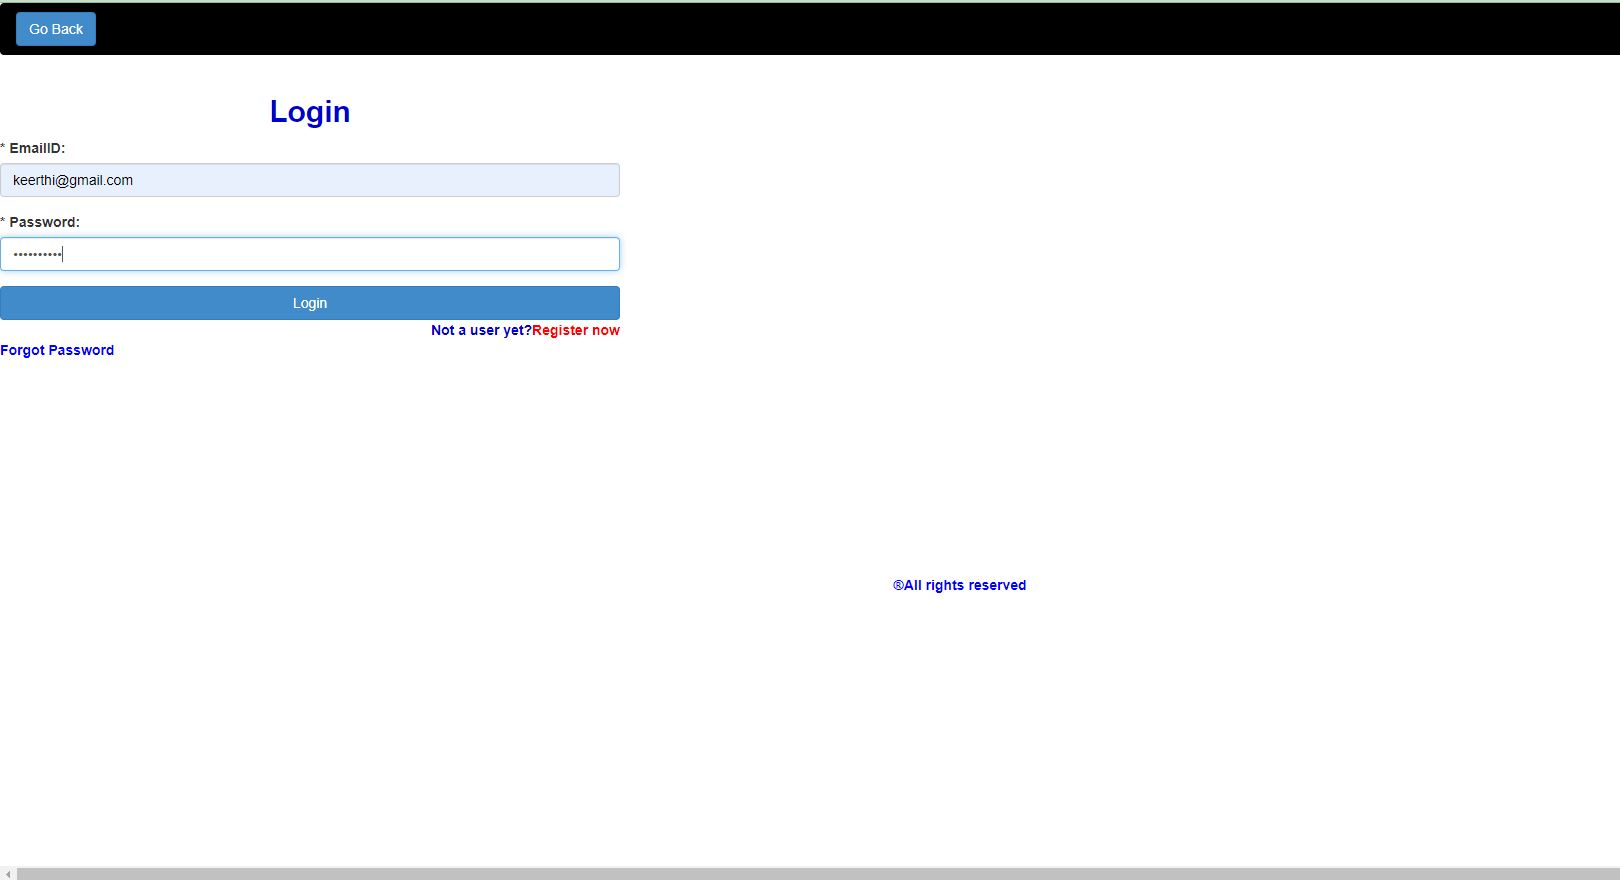 Go Back
Login
* EmailID:
keerthi@gmail.com
* Password:
••••••••••
Login
Not a user yet?Register now
Forgot Password
®All rights reserved